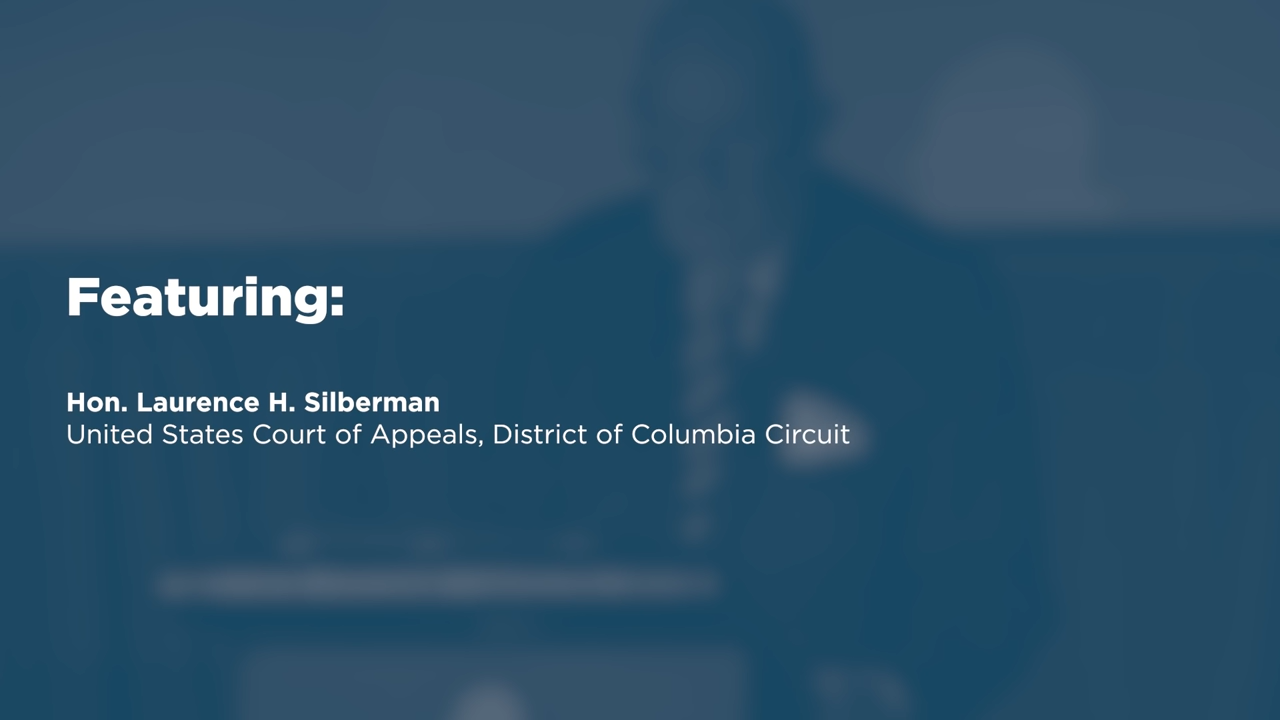 Featuring:
Hon. Laurence H. Silberman
United States Court of Appeals, District of Columbia Circuit